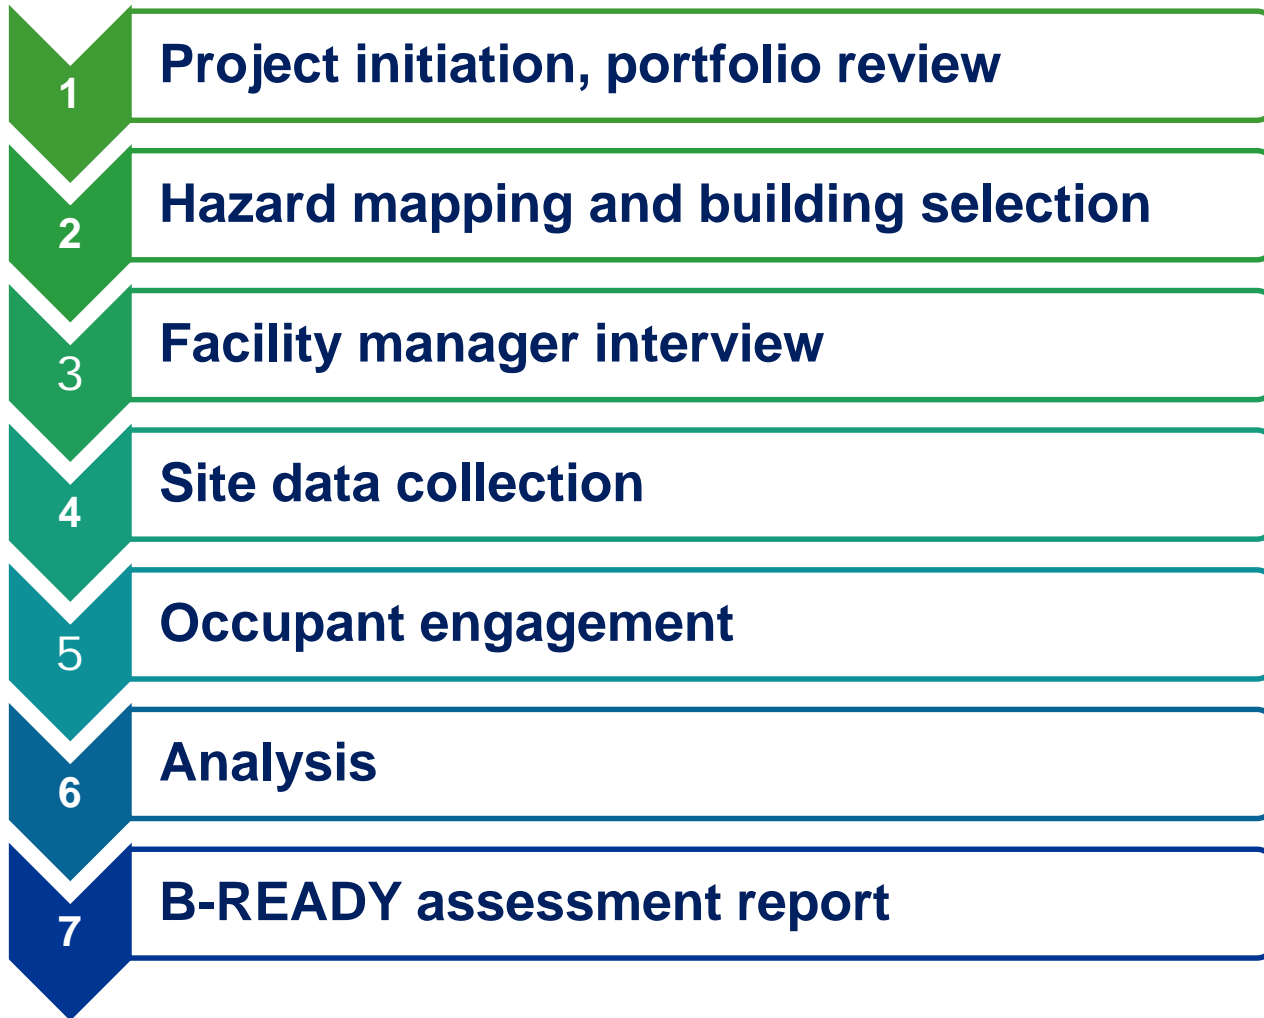 1
Project initiation, portfolio review
2
Hazard mapping and building selection
3
Facility manager interview
4
Site data collection
5
Occupant engagement
6
Analysis
7
B-READY assessment report